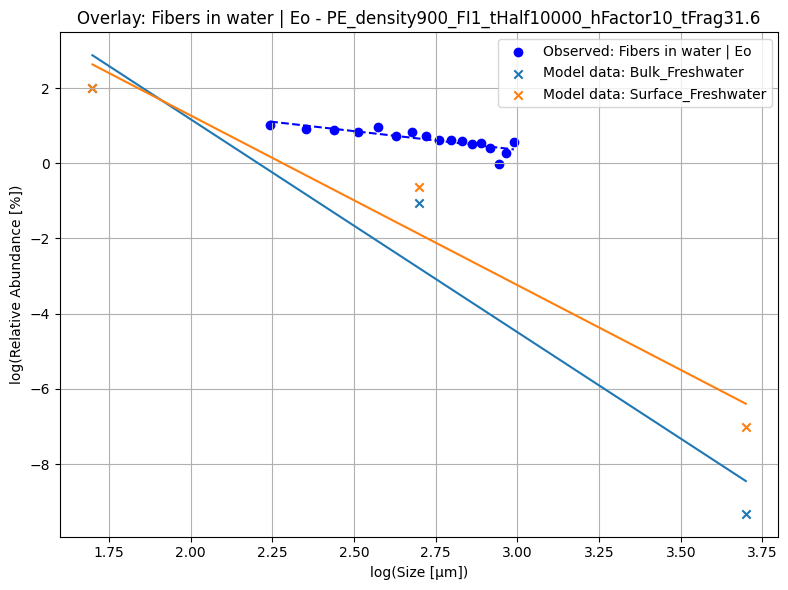 Overlay: Fibers in water | Eo - PE_density900_FI1_tHalf10000_hFactor10_tFrag31.6
Observed: Fibers in water | Eo
Model data: Bulk_Freshwater
Model data: Surface_Freshwater
log(Relative Abundance [%])
2
0
−2
−4
−6
−8
1.75 2.00 2.25 2.50 2.75 3.00 3.25 3.50 3.75
log(Size [µm])